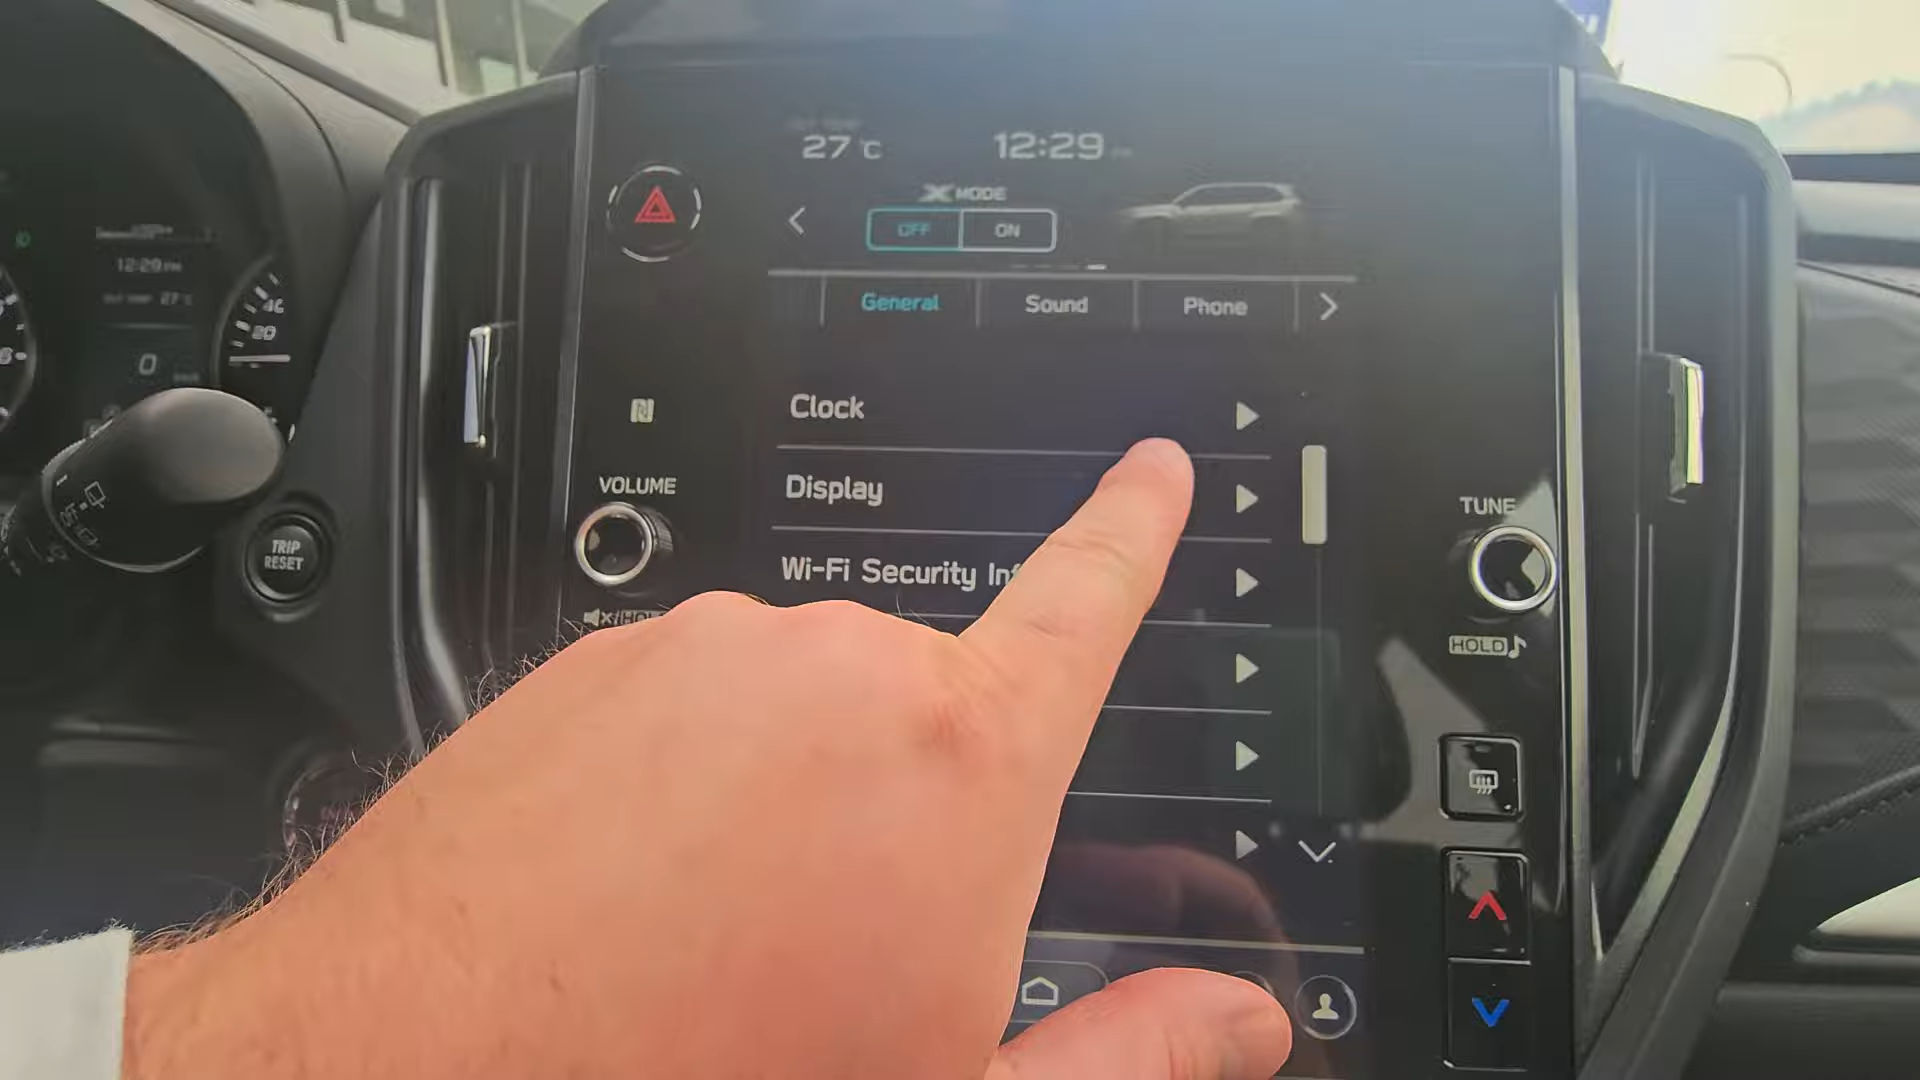 27°C 12:29 PM
X MODE
OFF ON
General Sound Phone
Clock
Display
Wi-Fi Security
VOLUME
TUNE
HOLD
TRIP
RESET
12:29 PM
27°C
0
20